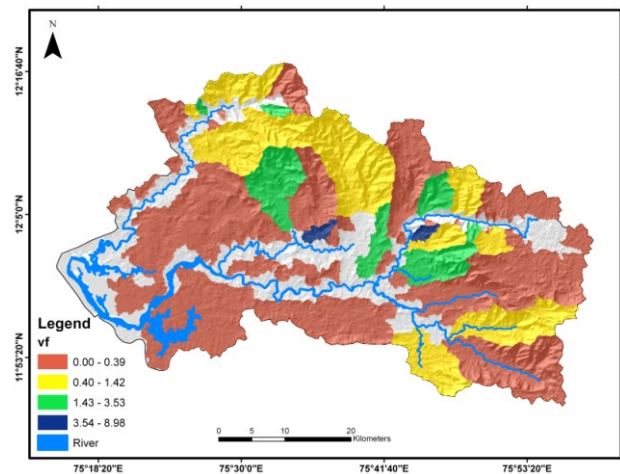 N
12°16'40"N
12°5'0"N
11°53'20"N
Legend
vf
0.00 - 0.39
0.40 - 1.42
1.43 - 3.53
3.54 - 8.98
River
0 5 10 20
Kilometers
75°18'20"E 75°30'0"E 75°41'40"E 75°53'20"E